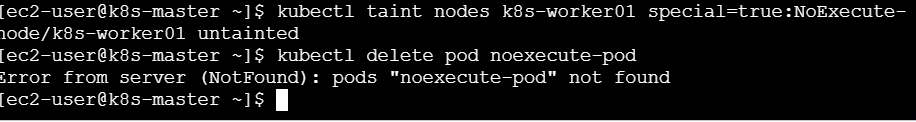 [ec2-user@k8s-master ~]$ kubectl taint nodes k8s-worker01 special=true:NoExecute-
node/k8s-worker01 untainted
[ec2-user@k8s-master ~]$ kubectl delete pod noexecute-pod
Error from server (NotFound): pods "noexecute-pod" not found
[ec2-user@k8s-master ~]$